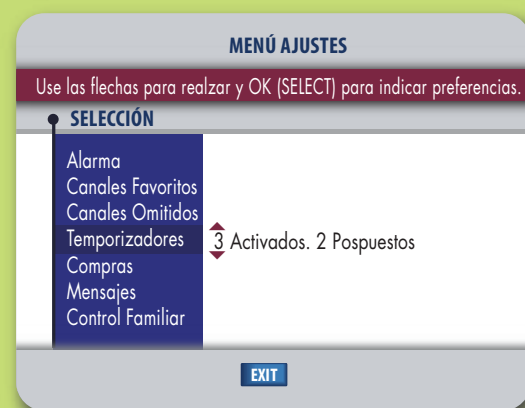 MENÚ AJUSTES
Use las flechas para realzar y OK (SELECT) para indicar preferencias.
SELECCIÓN
Alarma
Canales Favoritos
Canales Omitidos
Temporizadores
3 Activados. 2 Pospuestos
Compras
Mensajes
Control Familiar
EXIT